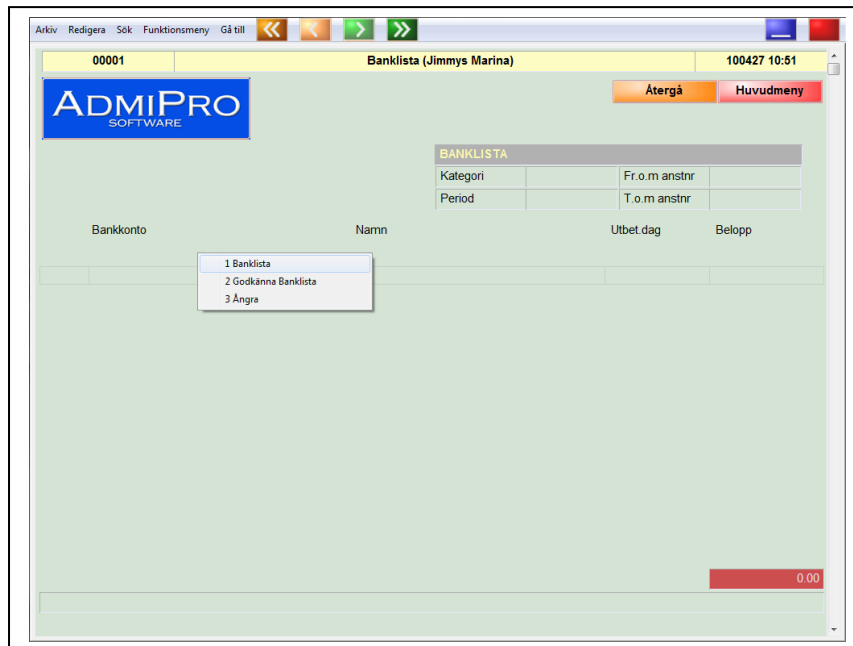 Arkiv Redigera Sök Funktionsmeny Gå till
00001 Banklista (Jimmys Marina) 100427 10:51
ADMIPRO
SOFTWARE
Återgå Huvudmeny
BANKLISTA
Kategori Fr.o.m anstnr
Period T.o.m anstnr
Bankkonto Namn Utbet.dag Belopp
1 Banklista
2 Godkänna Banklista
3 Ångra
0.00